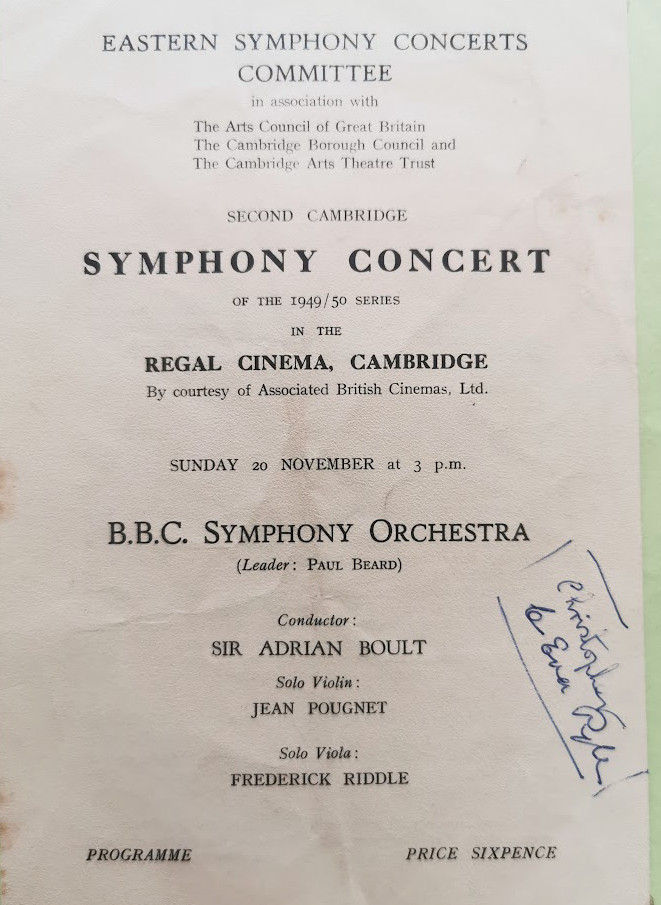 EASTERN SYMPHONY CONCERTS
COMMITTEE
in association with
The Arts Council of Great Britain
The Cambridge Borough Council and
The Cambridge Arts Theatre Trust
SECOND CAMBRIDGE
SYMPHONY CONCERT
OF THE 1949/50 SERIES
IN THE
REGAL CINEMA, CAMBRIDGE
By courtesy of Associated British Cinemas, Ltd.
SUNDAY 20 NOVEMBER at 3 p.m.
B.B.C. SYMPHONY ORCHESTRA
(Leader: PAUL BEARD)
Conductor:
SIR ADRIAN BOULT
Solo Violin:
JEAN POUGNET
Solo Viola:
FREDERICK RIDDLE
Christopher
le
PROGRAMME
PRICE SIXPENCE